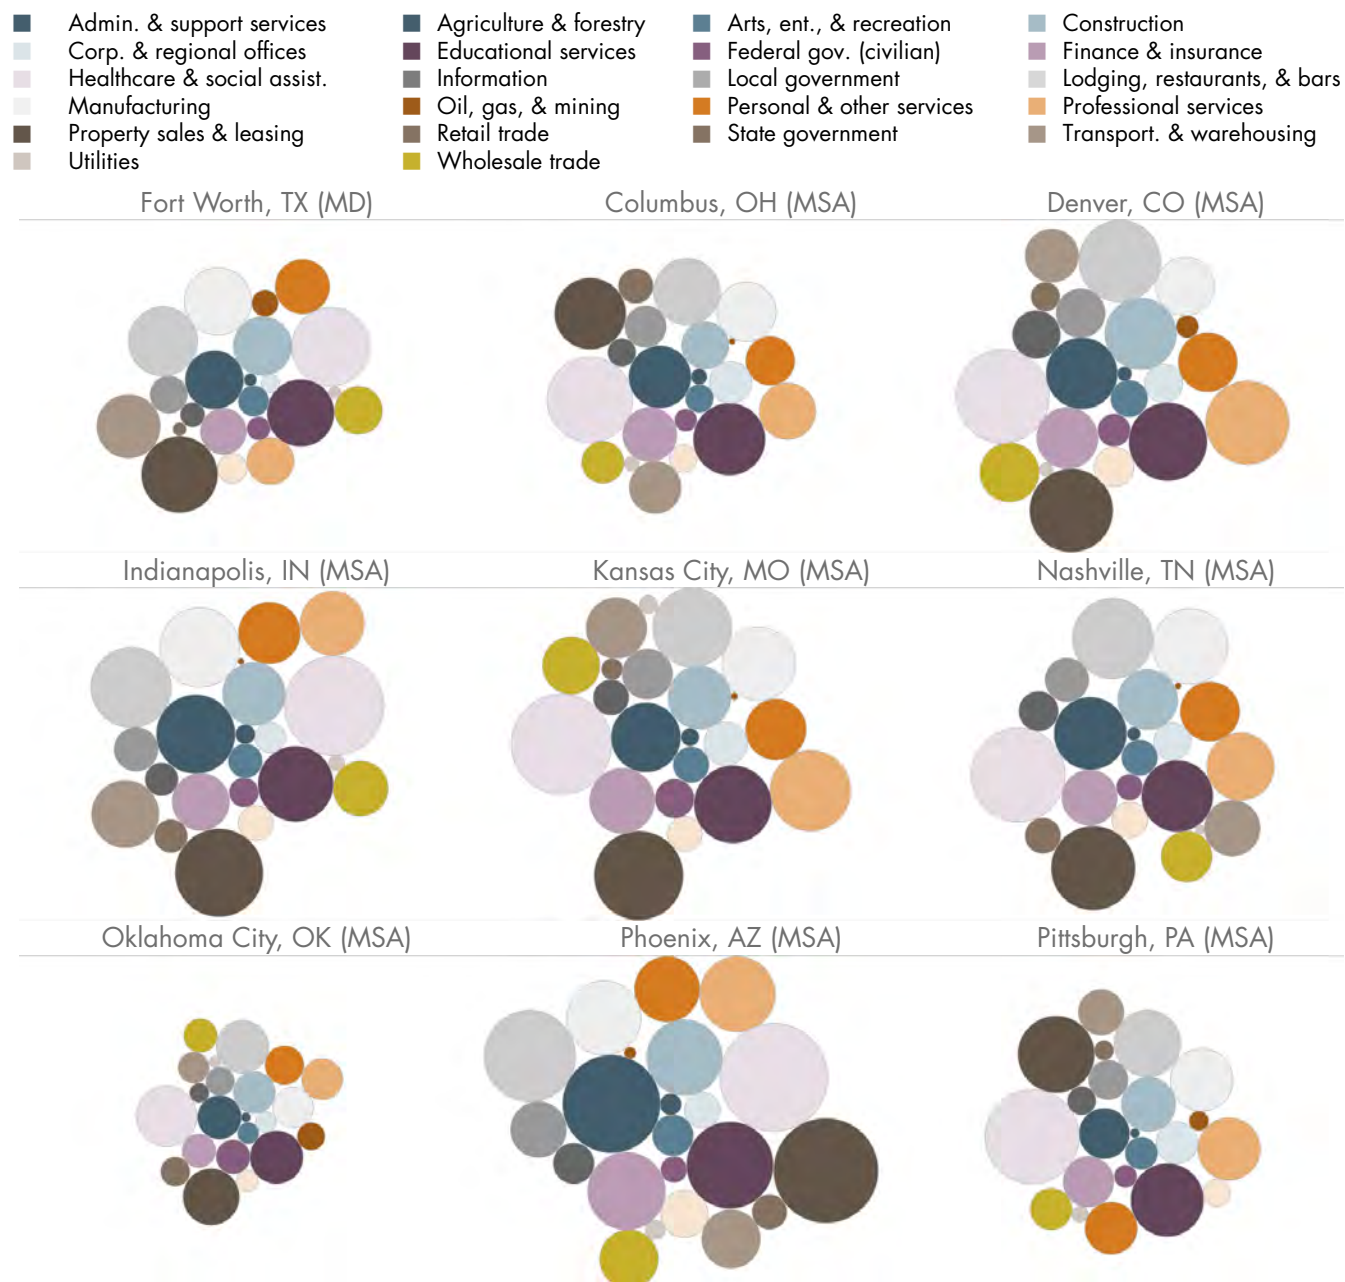 Admin. & support services Agriculture & forestry Arts, ent., & recreation Construction
Corp. & regional offices Educational services Federal gov. (civilian) Finance & insurance
Healthcare & social assist. Information Local government Lodging, restaurants, & bars
Manufacturing Oil, gas, & mining Personal & other services Professional services
Property sales & leasing Retail trade State government Transport. & warehousing
Utilities Wholesale trade
Fort Worth, TX (MD) Columbus, OH (MSA) Denver, CO (MSA)
Indianapolis, IN (MSA) Kansas City, MO (MSA) Nashville, TN (MSA)
Oklahoma City, OK (MSA) Phoenix, AZ (MSA) Pittsburgh, PA (MSA)